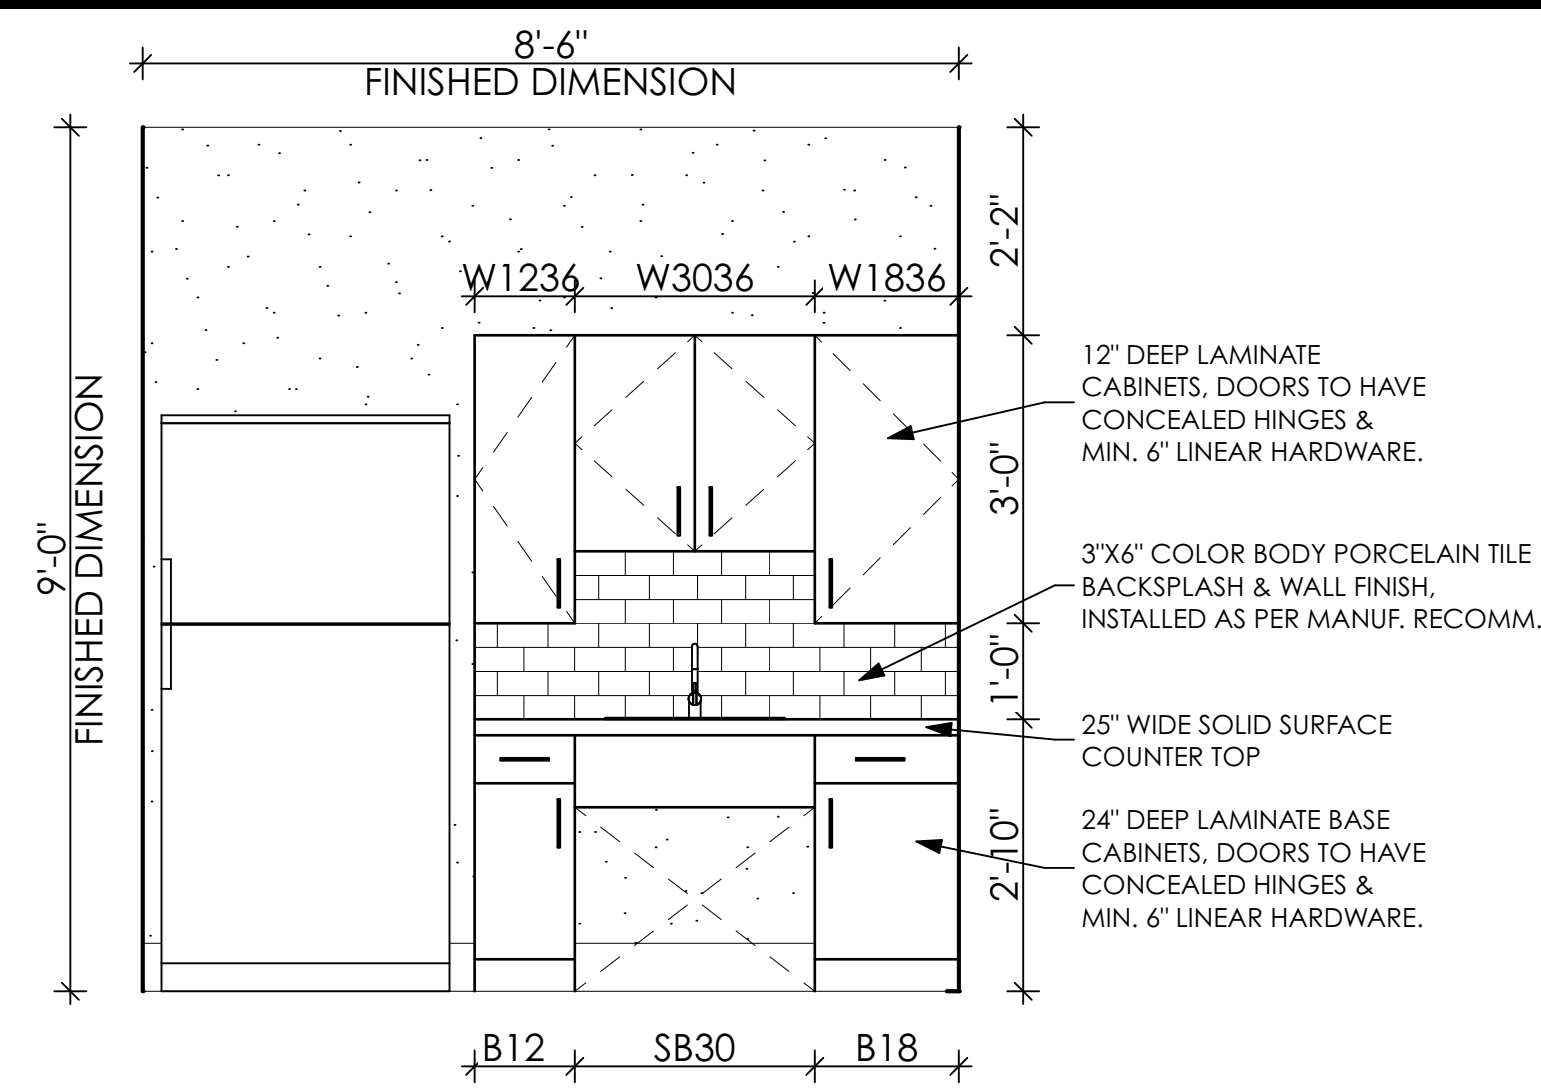 8'-6"
FINISHED DIMENSION
9'-0"
FINISHED DIMENSION
W1236
W3036
W1836
2'-2"
3'-0"
1'-0"
2'-10"
12" DEEP LAMINATE
CABINETS, DOORS TO HAVE
CONCEALED HINGES &
MIN. 6" LINEAR HARDWARE.
3"X6" COLOR BODY PORCELAIN TILE
BACKSPLASH & WALL FINISH,
INSTALLED AS PER MANUF. RECOMM.
25" WIDE SOLID SURFACE
COUNTER TOP
24" DEEP LAMINATE BASE
CABINETS, DOORS TO HAVE
CONCEALED HINGES &
MIN. 6" LINEAR HARDWARE.
B12
SB30
B18